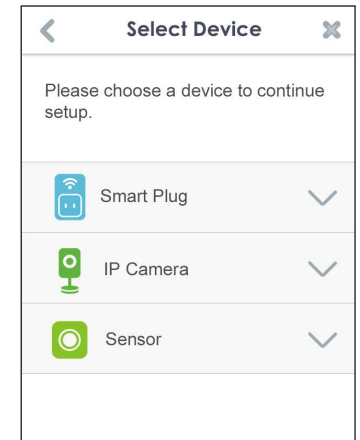 Select Device
Please choose a device to continue
setup.
Smart Plug
IP Camera
Sensor